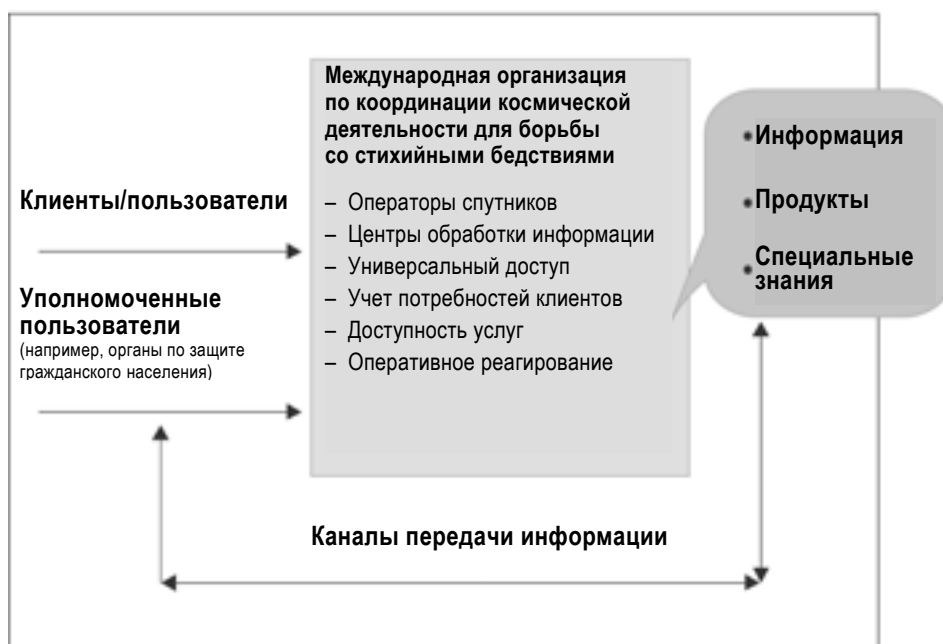 Международная организация
по координации космической
деятельности для борьбы
со стихийными бедствиями
Клиенты/пользователи
– Операторы спутников
– Центры обработки информации
– Универсальный доступ
– Учет потребностей клиентов
– Доступность услуг
– Оперативное реагирование
Уполномоченные
пользователи
(например, органы по защите
гражданского населения)
• Информация
• Продукты
• Специальные
знания
Каналы передачи информации